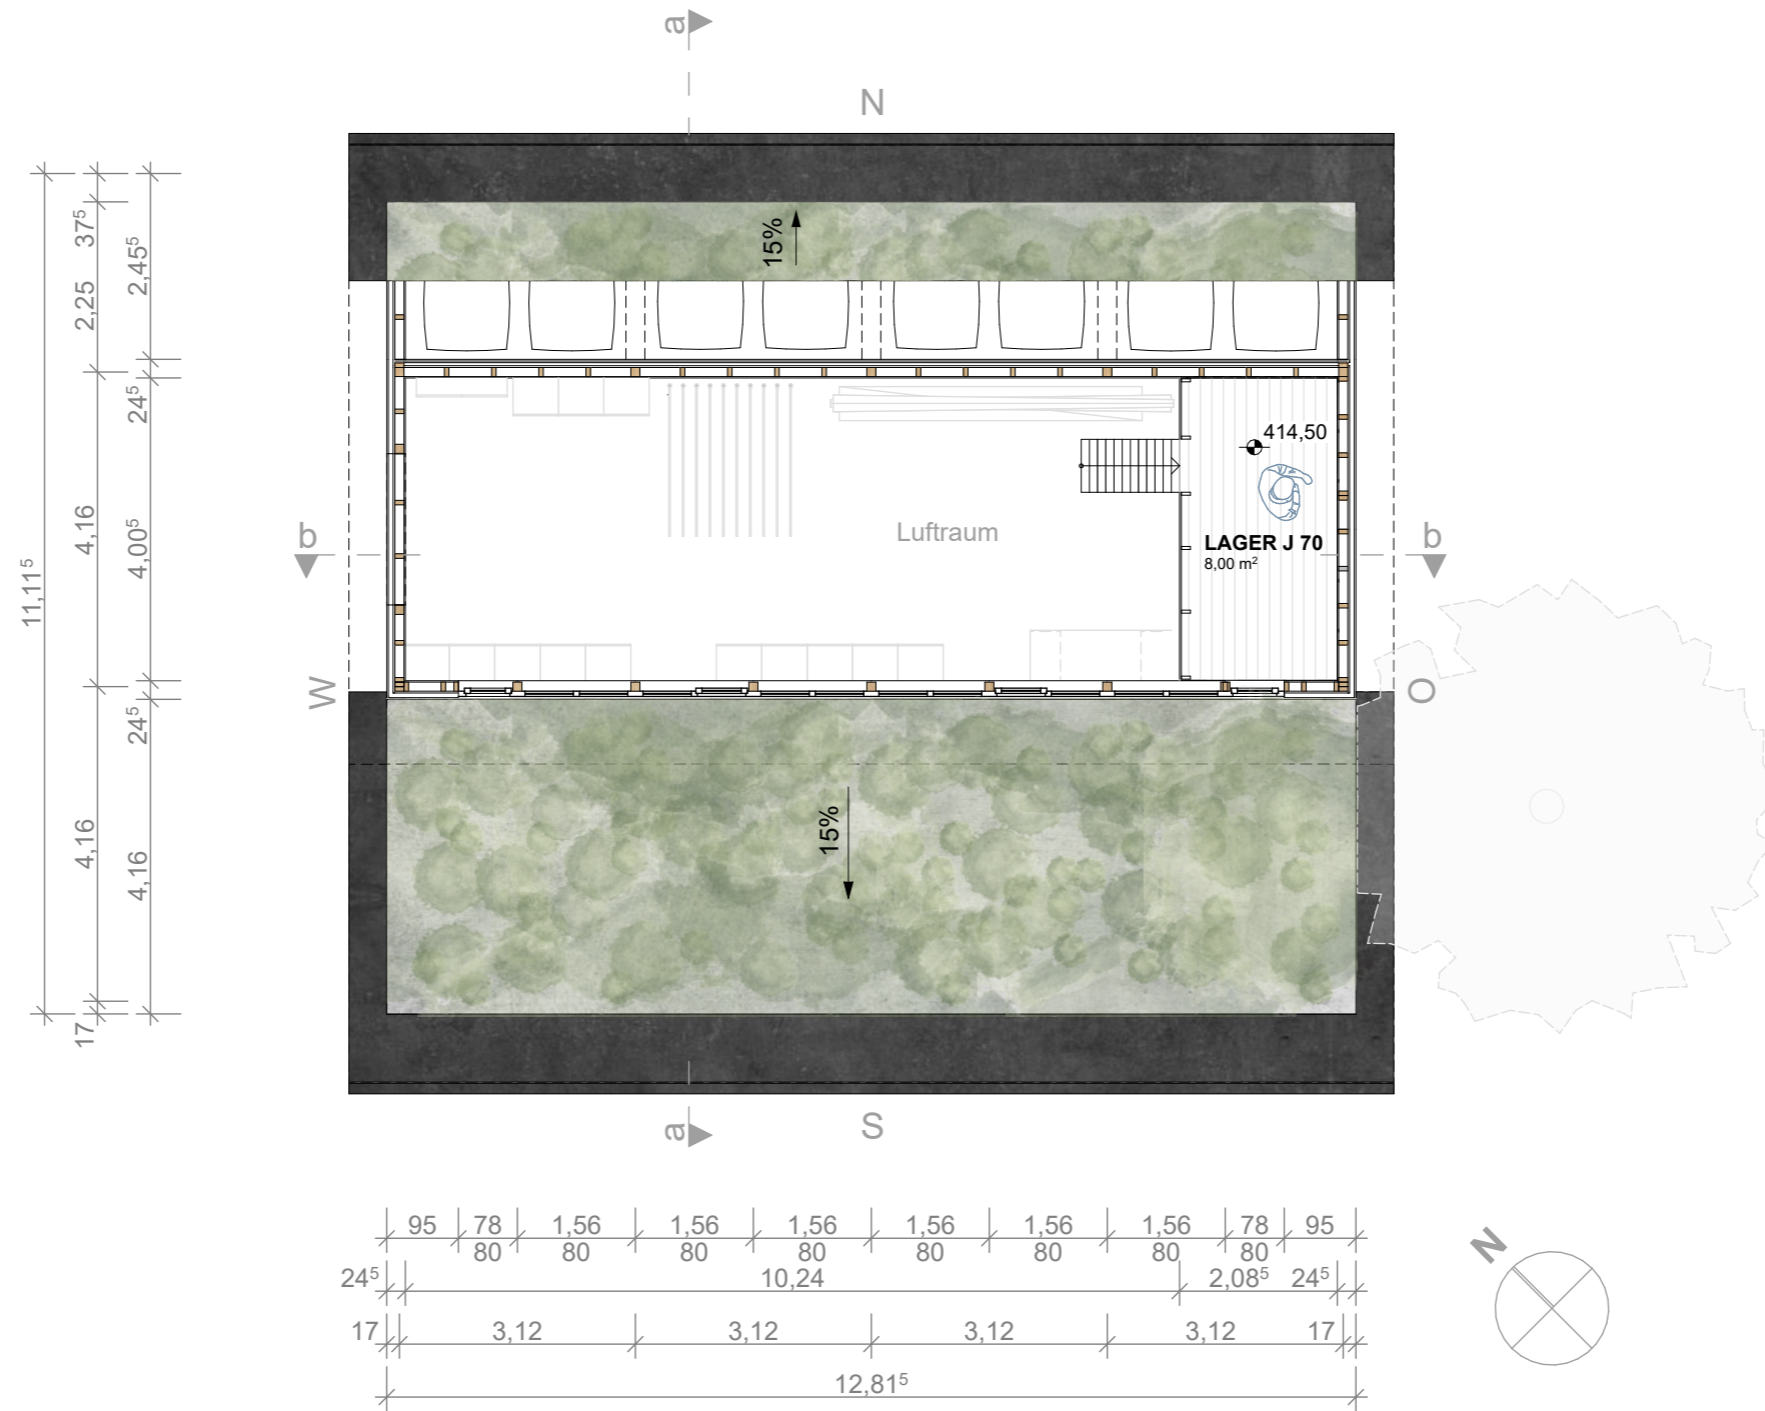 a
N
15%
37⁵
2,45⁵
2,25
24⁵
414,50
4,16
4,00⁵
Luftraum
b
b
LAGER J 70
8,00 m²
11,11⁵
W
O
24⁵
15%
4,16
4,16
17
a
S
95 78 1,56 1,56 1,56 1,56 1,56 1,56 78 95
80 80 80 80 80 80 80 80
24⁵ 10,24 2,08⁵ 24⁵
17 3,12 3,12 3,12 3,12 17
12,81⁵
N